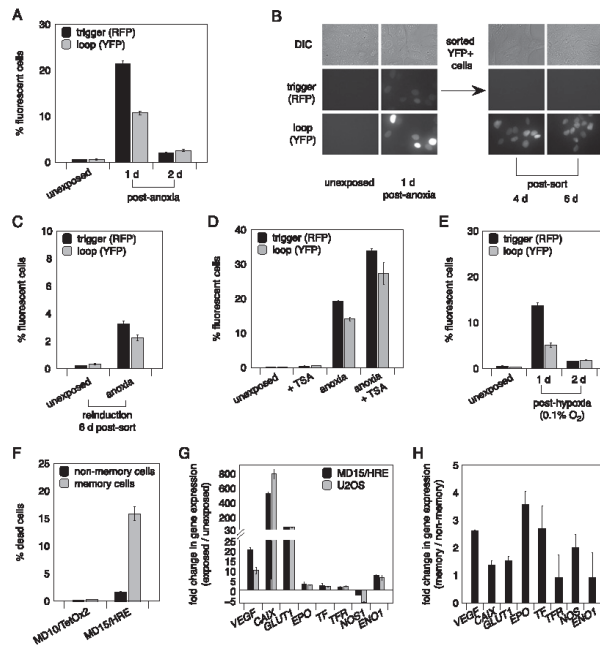 A
trigger (RFP)
loop (YFP)
% fluorescent cells
30
20
10
0
unexposed
1 d
2 d
post-anoxia
B
DIC
trigger
(RFP)
loop
(YFP)
sorted
YFP+
cells
unexposed
1 d
post-anoxia
post-sort
4 d
6 d
C
trigger (RFP)
loop (YFP)
% fluorescent cells
10
8
6
4
2
0
unexposed
anoxia
reinduction
6 d post-sort
D
trigger (RFP)
loop (YFP)
% fluorescent cells
40
30
20
10
0
unexposed
+ TSA
anoxia
anoxia
+ TSA
E
trigger (RFP)
loop (YFP)
% fluorescent cells
30
20
10
0
unexposed
1 d
2 d
post-hypoxia
(0.1% O2)
F
non-memory cells
memory cells
% dead cells
25
20
15
10
5
0
MD10/TetOx2
MD15/HRE
G
MD15/HRE
U2OS
fold change in gene expression
(exposed / unexposed)
800
600
400
200
30
25
20
15
10
5
0
-5
VEGF
CAIX
GLUT1
EPO
TF
TFR
NOS1
ENO1
H
fold change in gene expression
(memory / non-memory)
5
4
3
2
1
0
VEGF
CAIX
GLUT1
EPO
TF
TFR
NOS
ENO1